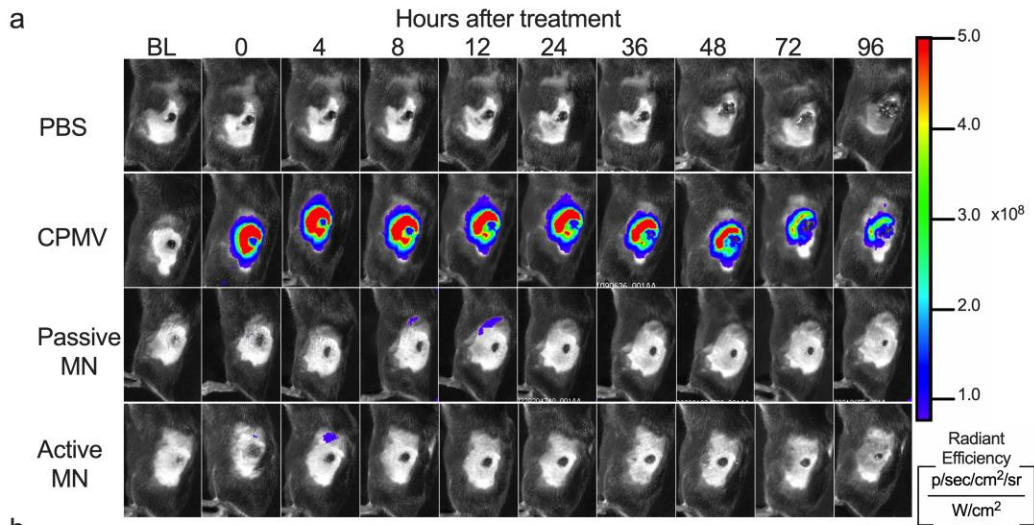 a
Hours after treatment
BL 0 4 8 12 24 36 48 72 96
PBS
CPMV
Passive
MN
Active
MN
5.0
4.0
3.0 x10⁸
2.0
1.0
Radiant
Efficiency
p/sec/cm²/sr
W/cm²